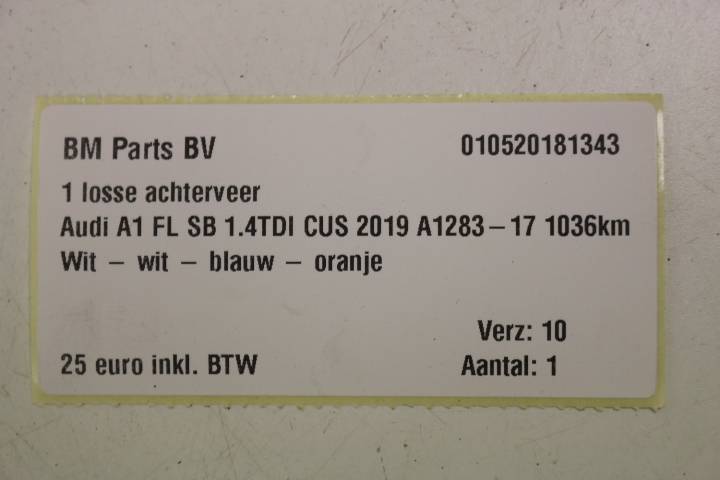 BM Parts BV 010520181343
1 losse achterveer
Audi A1 FL SB 1.4TDI CUS 2019 A1283-17 1036km
Wit - wit - blauw - oranje
Verz: 10
25 euro inkl. BTW Aantal: 1